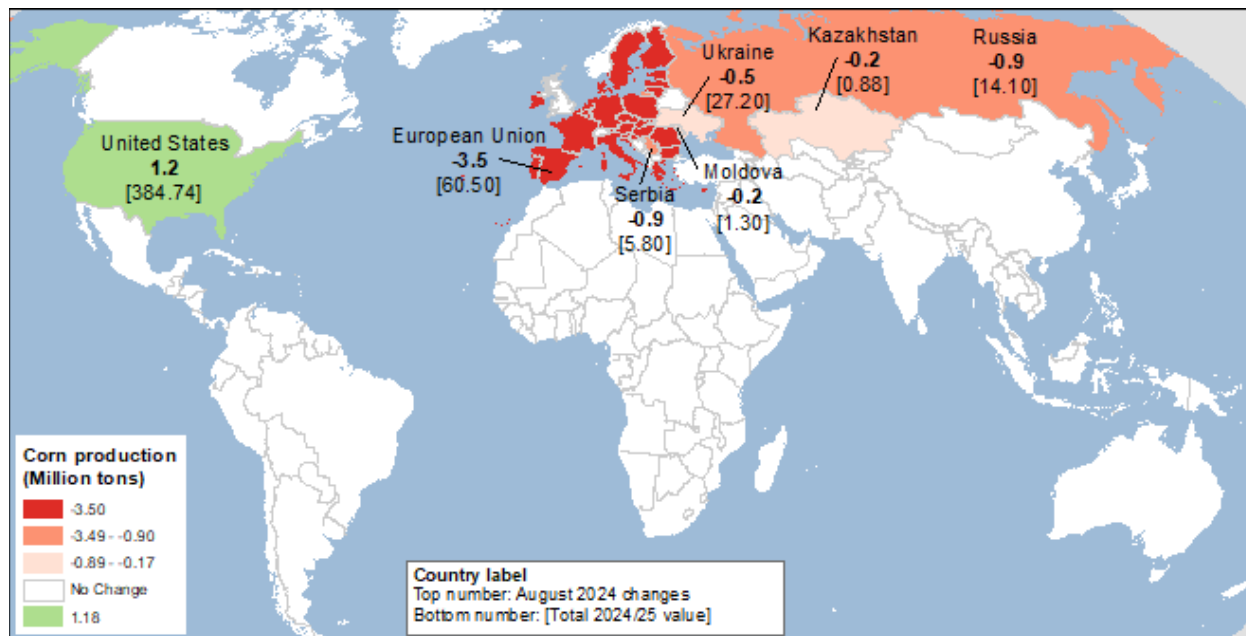 Kazakhstan
-0.2
[0.88]
Russia
-0.9
[14.10]
Ukraine
-0.5
[27.20]
United States
1.2
[384.74]
European Union
-3.5
[60.50]
Moldova
-0.2
[1.30]
Serbia
-0.9
[5.80]
Corn production
(Million tons)
-3.50
-3.49 - -0.90
-0.89 - -0.17
No Change
1.18
Country label
Top number: August 2024 changes
Bottom number: [Total 2024/25 value]